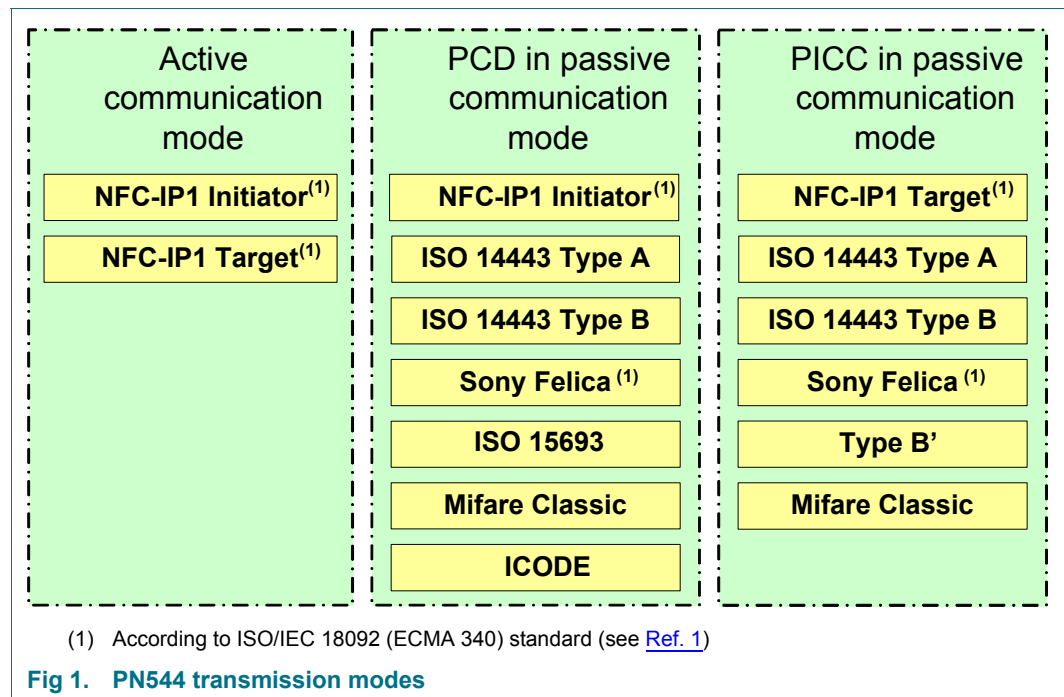 Active
communication
mode
NFC-IP1 Initiator(1)
NFC-IP1 Target(1)
PCD in passive
communication
mode
NFC-IP1 Initiator(1)
ISO 14443 Type A
ISO 14443 Type B
Sony Felica (1)
ISO 15693
Mifare Classic
ICODE
PICC in passive
communication
mode
NFC-IP1 Target(1)
ISO 14443 Type A
ISO 14443 Type B
Sony Felica (1)
Type B’
Mifare Classic
(1) According to ISO/IEC 18092 (ECMA 340) standard (see Ref. 1)
Fig 1. PN544 transmission modes